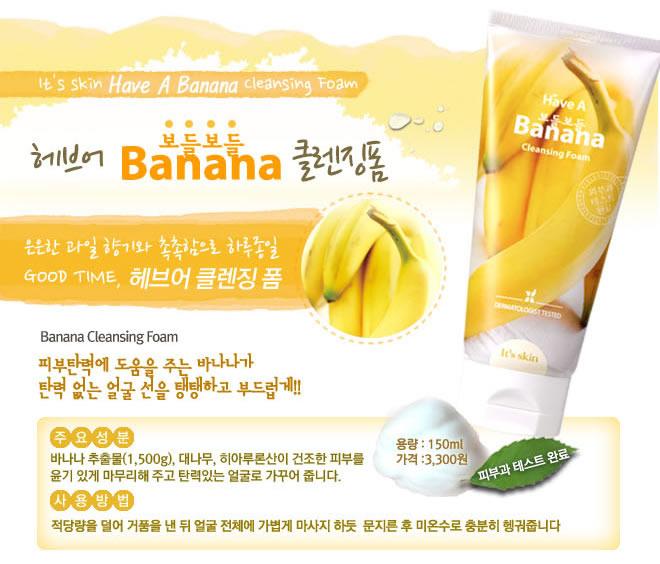 It's skin Have A Banana Cleansing Foam
보들보들
헤브어 Banana 클렌징폼
은은한 과일 향기와 촉촉함으로 하루종일
GOOD TIME, 헤브어 클렌징 폼
Banana Cleansing Foam
피부탄력에 도움을 주는 바나나가
탄력 없는 얼굴 선을 탱탱하고 부드럽게!!
주요성분
바나나 추출물(1,500g), 대나무, 히아루론산이 건조한 피부를
윤기 있게 마무리해 주고 탄력있는 얼굴로 가꾸어 줍니다.
사용방법
적당량을 덜어 거품을 낸 뒤 얼굴 전체에 가볍게 마사지 하듯 문지른 후 미온수로 충분히 헹궈줍니다
용량 : 150ml
가격 :3,300원
피부과 테스트 완료
Have A
보들보들
Banana
Cleansing Foam
피부과
테스트
완료
DERMATOLOGIST TESTED
It's skin